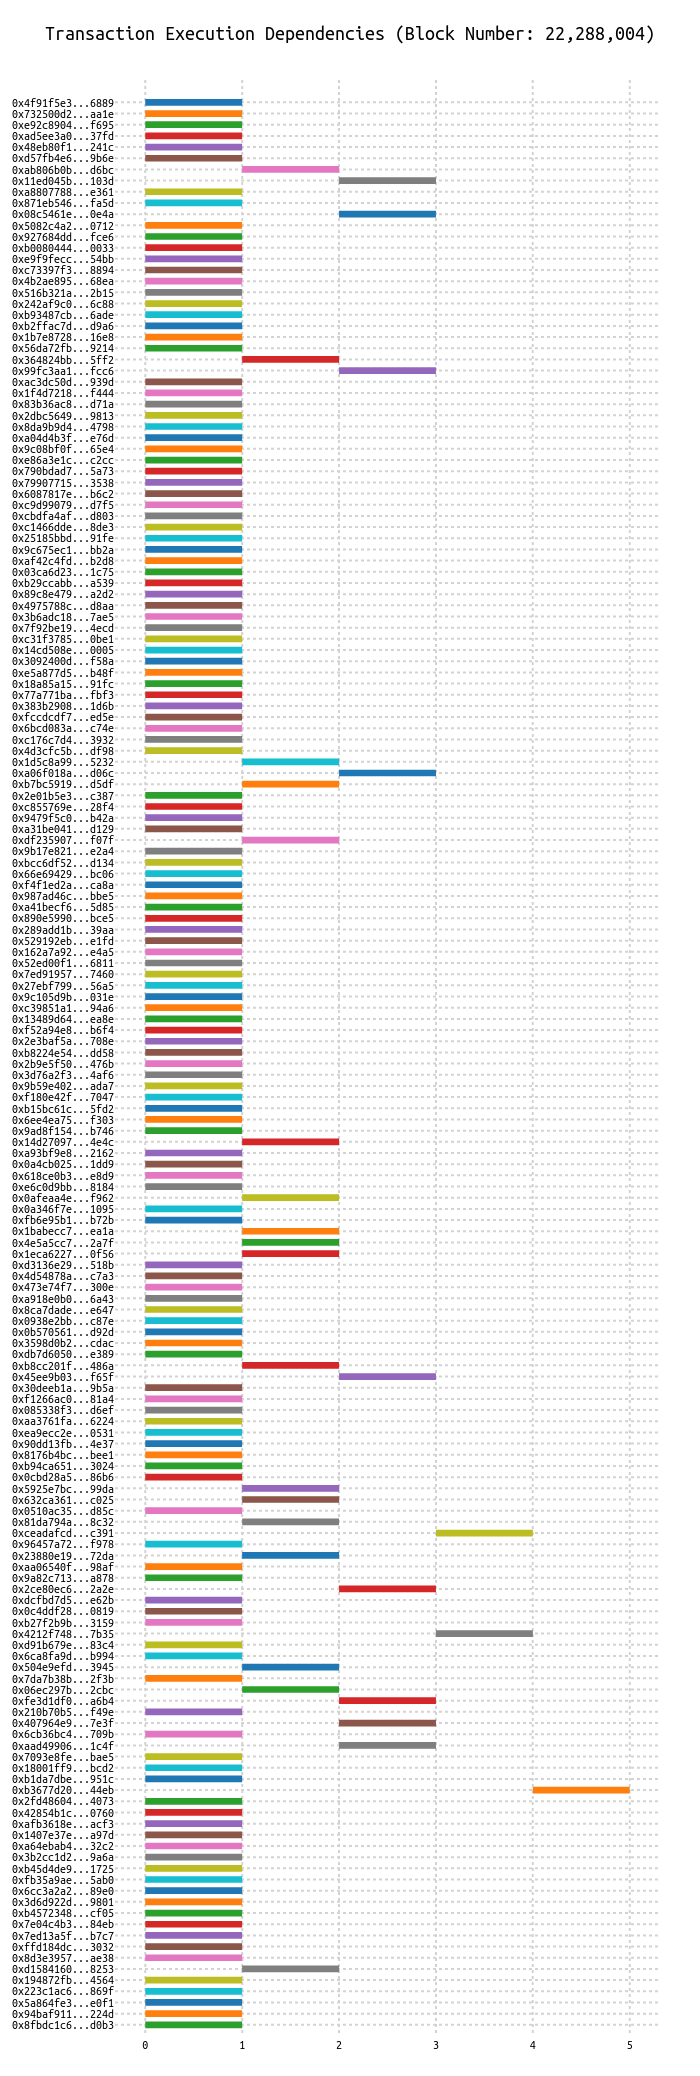 Transaction Execution Dependencies (Block Number: 22,288,004)
0x4f91f5e3...6889
0x732500d2...aa1e
0xe92c8904...f695
0xad5ee3a0...37fd
0x48eb80f1...241c
0xd57fb4e6...9b6e
0xab806b0b...d6bc
0x11ed045b...103d
0xa8807788...e361
0x871eb546...fa5d
0x08c5461e...0e4a
0x5082c4a2...0712
0x927684dd...fce6
0xb0080444...0033
0xe9f9fecc...54bb
0xc73397f3...8894
0x4b2ae895...68ea
0x516b321a...2b15
0x242af9c0...6c88
0xb93487cb...6ade
0xb2ffac7d...d9a6
0x1b7e8728...16e8
0x56da72fb...9214
0x364824bb...5ff2
0x99fc3aa1...fcc6
0xac3dc50d...939d
0x1f4d7218...f444
0x83b36ac8...d71a
0x2dbc5649...9813
0x8da9b9d4...4798
0xa04d4b3f...e76d
0x9c08bf0f...65e4
0xe86a3e1c...c2cc
0x790bdad7...5a73
0x79907715...3538
0x6087817e...b6c2
0xc9d99079...d7f5
0xcbdfa4af...d803
0xc1466dde...8de3
0x25185bbd...91fe
0x9c675ec1...bb2a
0xaf42c4fd...b2d8
0x03ca6d23...1c75
0xb29ccabb...a539
0x89c8e479...a2d2
0x4975788c...d8aa
0x3b6adc18...7ae5
0x7f92be19...4ecd
0xc31f3785...0be1
0x14cd508e...0005
0x3092400d...f58a
0xe5a877d5...b48f
0x18a85a15...91fc
0x77a771ba...fbf3
0x383b2908...1d6b
0xfccdcdf7...ed5e
0x6bcd083a...c74e
0xc176c7d4...3932
0x4d3cfc5b...df98
0x1d5c8a99...5232
0xa06f018a...d06c
0xb7bc5919...d5df
0x2e01b5e3...c387
0xc855769e...28f4
0x9479f5c0...b42a
0xa31be041...d129
0xdf235907...f07f
0x9b17e821...e2a4
0xbcc6df52...d134
0x66e69429...bc06
0xf4f1ed2a...ca8a
0x987ad46c...bbe5
0xa41becf6...5d85
0x890e5990...bce5
0x289add1b...39aa
0x529192eb...e1fd
0x162a7a92...e4a5
0x52ed00f1...6811
0x7ed91957...7460
0x27ebf799...56a5
0x9c105d9b...031e
0xc39851a1...94a6
0x13489d64...ea8e
0xf52a94e8...b6f4
0x2e3baf5a...708e
0xb8224e54...dd58
0x2b9e5f50...476b
0x3d76a2f3...4af6
0x9b59e402...ada7
0xf180e42f...7047
0xb15bc61c...5fd2
0x6ee4ea75...f303
0x9ad8f154...b746
0x14d27097...4e4c
0xa93bf9e8...2162
0x0a4cb025...1dd9
0x618ce0b3...e8d9
0xe6c0d9bb...8184
0x0afeaa4e...f962
0x0a346f7e...1095
0xfb6e95b1...b72b
0x1babecc7...ea1a
0x4e5a5cc7...2a7f
0x1eca6227...0f56
0xd3136e29...518b
0x4d54878a...c7a3
0x473e74f7...300e
0xa918e0b0...6a43
0x8ca7dade...e647
0x0938e2bb...c87e
0x0b570561...d92d
0x3598d0b2...cdac
0xdb7d6050...e389
0xb8cc201f...486a
0x45ee9b03...f65f
0x30deeb1a...9b5a
0xf1266ac0...81a4
0x085338f3...d6ef
0xaa3761fa...6224
0xea9ecc2e...0531
0x90dd13fb...4e37
0x8176b4bc...bee1
0xb94ca651...3024
0x0cbd28a5...86b6
0x5925e7bc...99da
0x632ca361...c025
0x0510ac35...d85c
0x81da794a...8c32
0xceadafcd...c391
0x96457a72...f978
0x23880e19...72da
0xaa06540f...98af
0x9a82c713...a878
0x2ce80ec6...2a2e
0xdcfbd7d5...e62b
0x0c4ddf28...0819
0xb27f2b9b...3159
0x4212f748...7b35
0xd91b679e...83c4
0x6ca8fa9d...b994
0x504e9efd...3945
0x7da7b38b...2f3b
0x06ec297b...2cbc
0xfe3d1df0...a6b4
0x210b70b5...f49e
0x407964e9...7e3f
0x6cb36bc4...709b
0xaad49906...1c4f
0x7093e8fe...bae5
0x18001ff9...bcd2
0xb1da7dbe...951c
0xb3677d20...44eb
0x2fd48604...4073
0x42854b1c...0760
0xafb3618e...acf3
0x1407e37e...a97d
0xa64ebab4...32c2
0x3b2cc1d2...9a6a
0xb45d4de9...1725
0xfb35a9ae...5ab0
0x6cc3a2a2...89e0
0x3d6d922d...9801
0xb4572348...cf05
0x7e04c4b3...84eb
0x7ed13a5f...b7c7
0xffd184dc...3032
0x8d3e3957...ae38
0xd1584160...8253
0x194872fb...4564
0x223c1ac6...869f
0x5a864fe3...e0f1
0x94baf911...224d
0x8fbdc1c6...d0b3
0 1 2 3 4 5